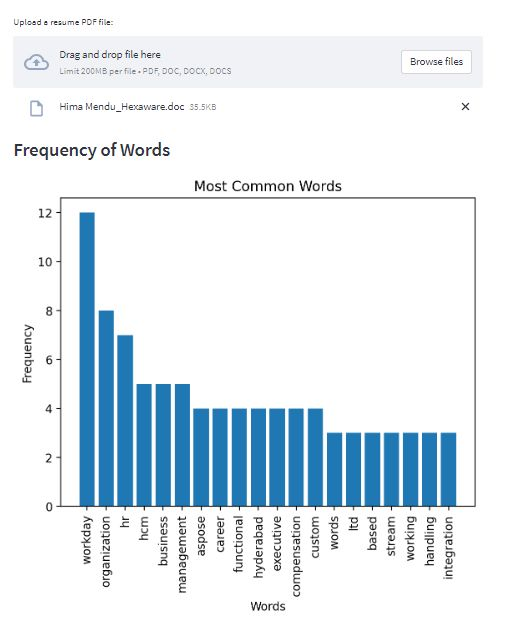 Upload a resume PDF file:
Drag and drop file here
Limit 200MB per file • PDF, DOC, DOCX, DOCS
Browse files
Hima Mendu_Hexaware.doc 35.5KB
Frequency of Words
Most Common Words
12
10
8
6
4
2
0
Frequency
workday
organization
hr
hcm
business
management
aspose
career
functional
hyderabad
executive
compensation
custom
words
ltd
based
stream
working
handling
integration
Words